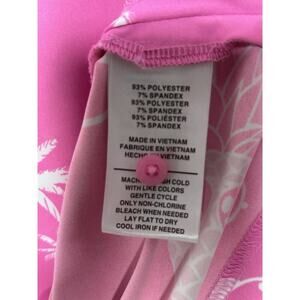 93% POLYESTER
7% SPANDEX
93% POLYESTER
7% SPANDEX
93% POLIÉSTER
7% SPANDEX
MADE IN VIETNAM
FABRIQUE EN VIETNAM
HECHO VIETNAM
COLD
WITH LIKE COLORS
GENTLE CYCLE
ONLY NON-CHLORINE
BLEACH WHEN NEEDED
LAY FLAT TO DRY
COOL IRON IF NEEDED